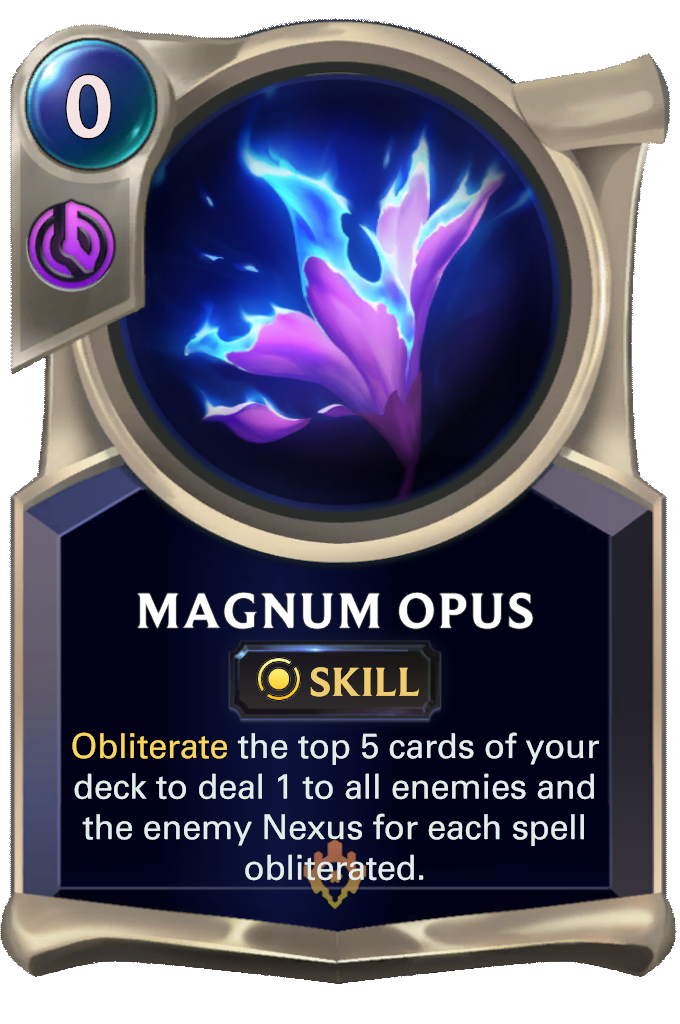 0
MAGNUM OPUS
SKILL
Obliterate the top 5 cards of your
deck to deal 1 to all enemies and
the enemy Nexus for each spell
obliterated.